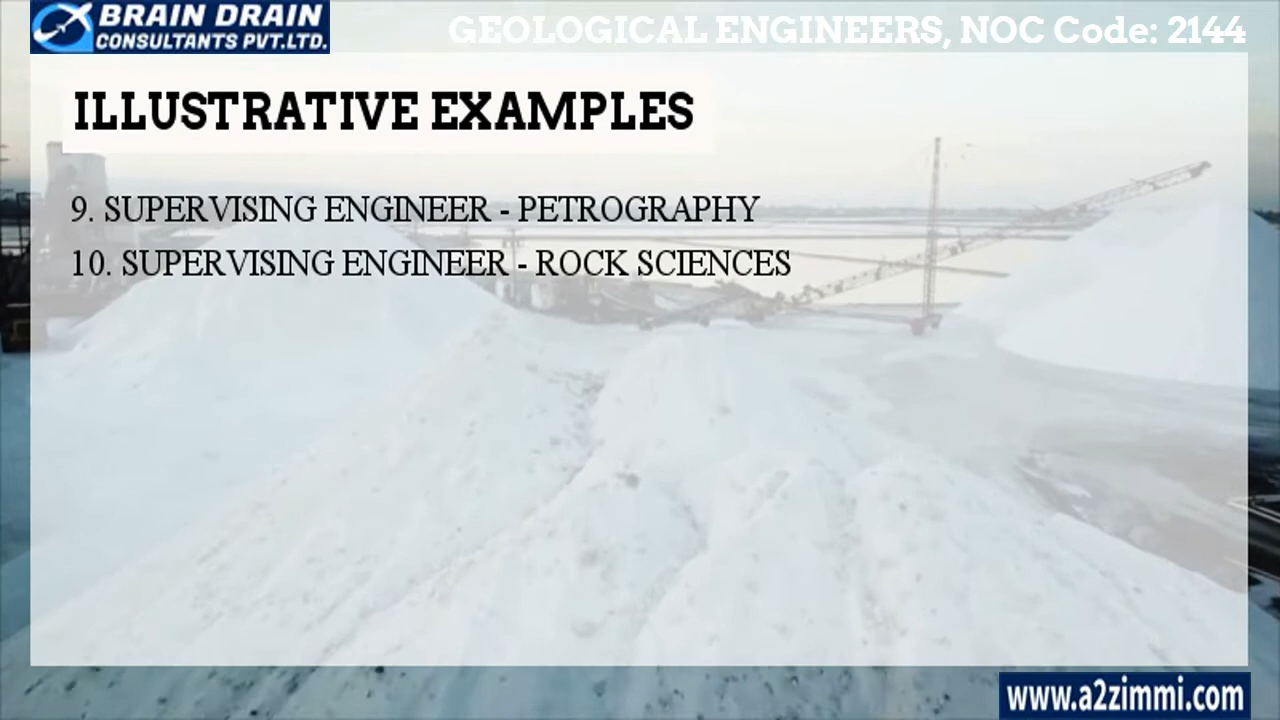 BRAIN DRAIN
CONSULTANTS PVT.LTD.
GEOLOGICAL ENGINEERS, NOC Code: 2144
ILLUSTRATIVE EXAMPLES
9. SUPERVISING ENGINEER - PETROGRAPHY
10. SUPERVISING ENGINEER - ROCK SCIENCES
www.a2zimmi.com